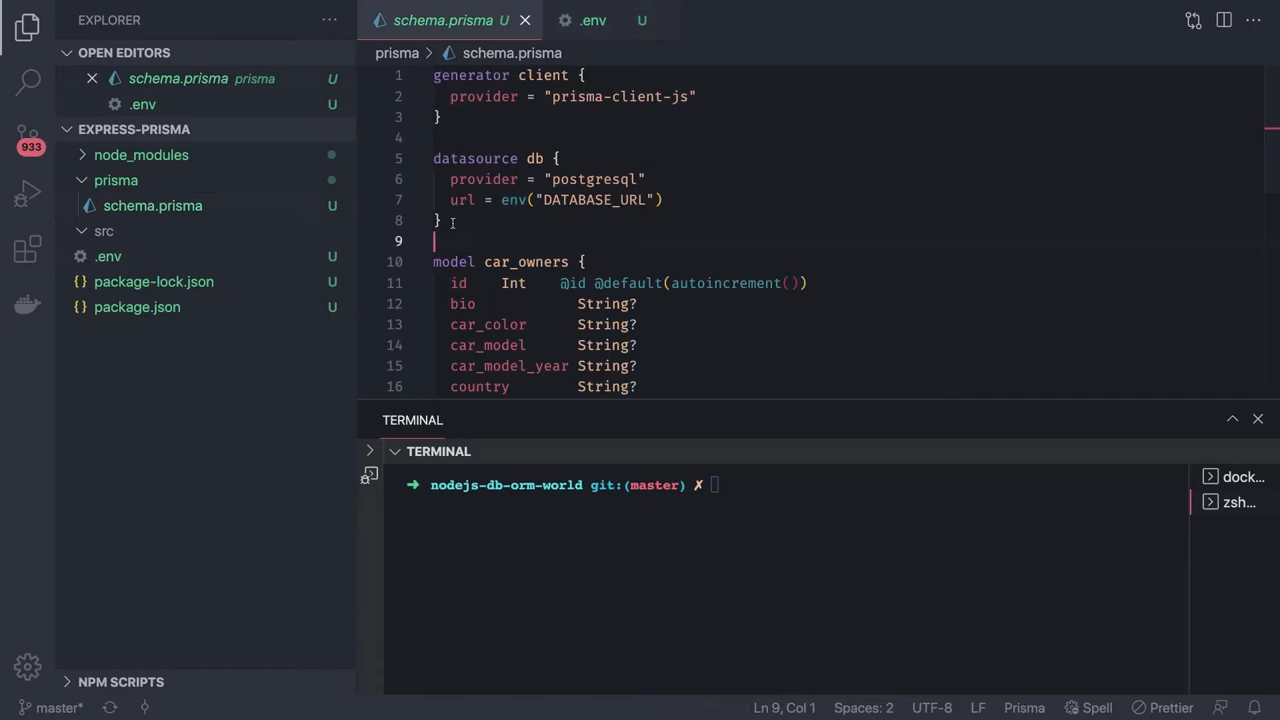 EXPLORER
OPEN EDITORS
schema.prisma prisma U
.env U
EXPRESS-PRISMA
node_modules
prisma
schema.prisma U
src
.env U
{} package-lock.json U
{} package.json U
NPM SCRIPTS
933
schema.prisma U
.env U
prisma > schema.prisma
1 generator client {
2 provider = "prisma-client-js"
3 }
4
5 datasource db {
6 provider = "postgresql"
7 url = env("DATABASE_URL")
8 }
9
10 model car_owners {
11 id Int @id @default(autoincrement())
12 bio String?
13 car_color String?
14 car_model String?
15 car_model_year String?
16 country String?
TERMINAL
TERMINAL
➜ nodejs-db-orm-world git:(master) ✗
dock...
zsh...
master*
Ln 9, Col 1
Spaces: 2
UTF-8
LF
Prisma
Spell
Prettier